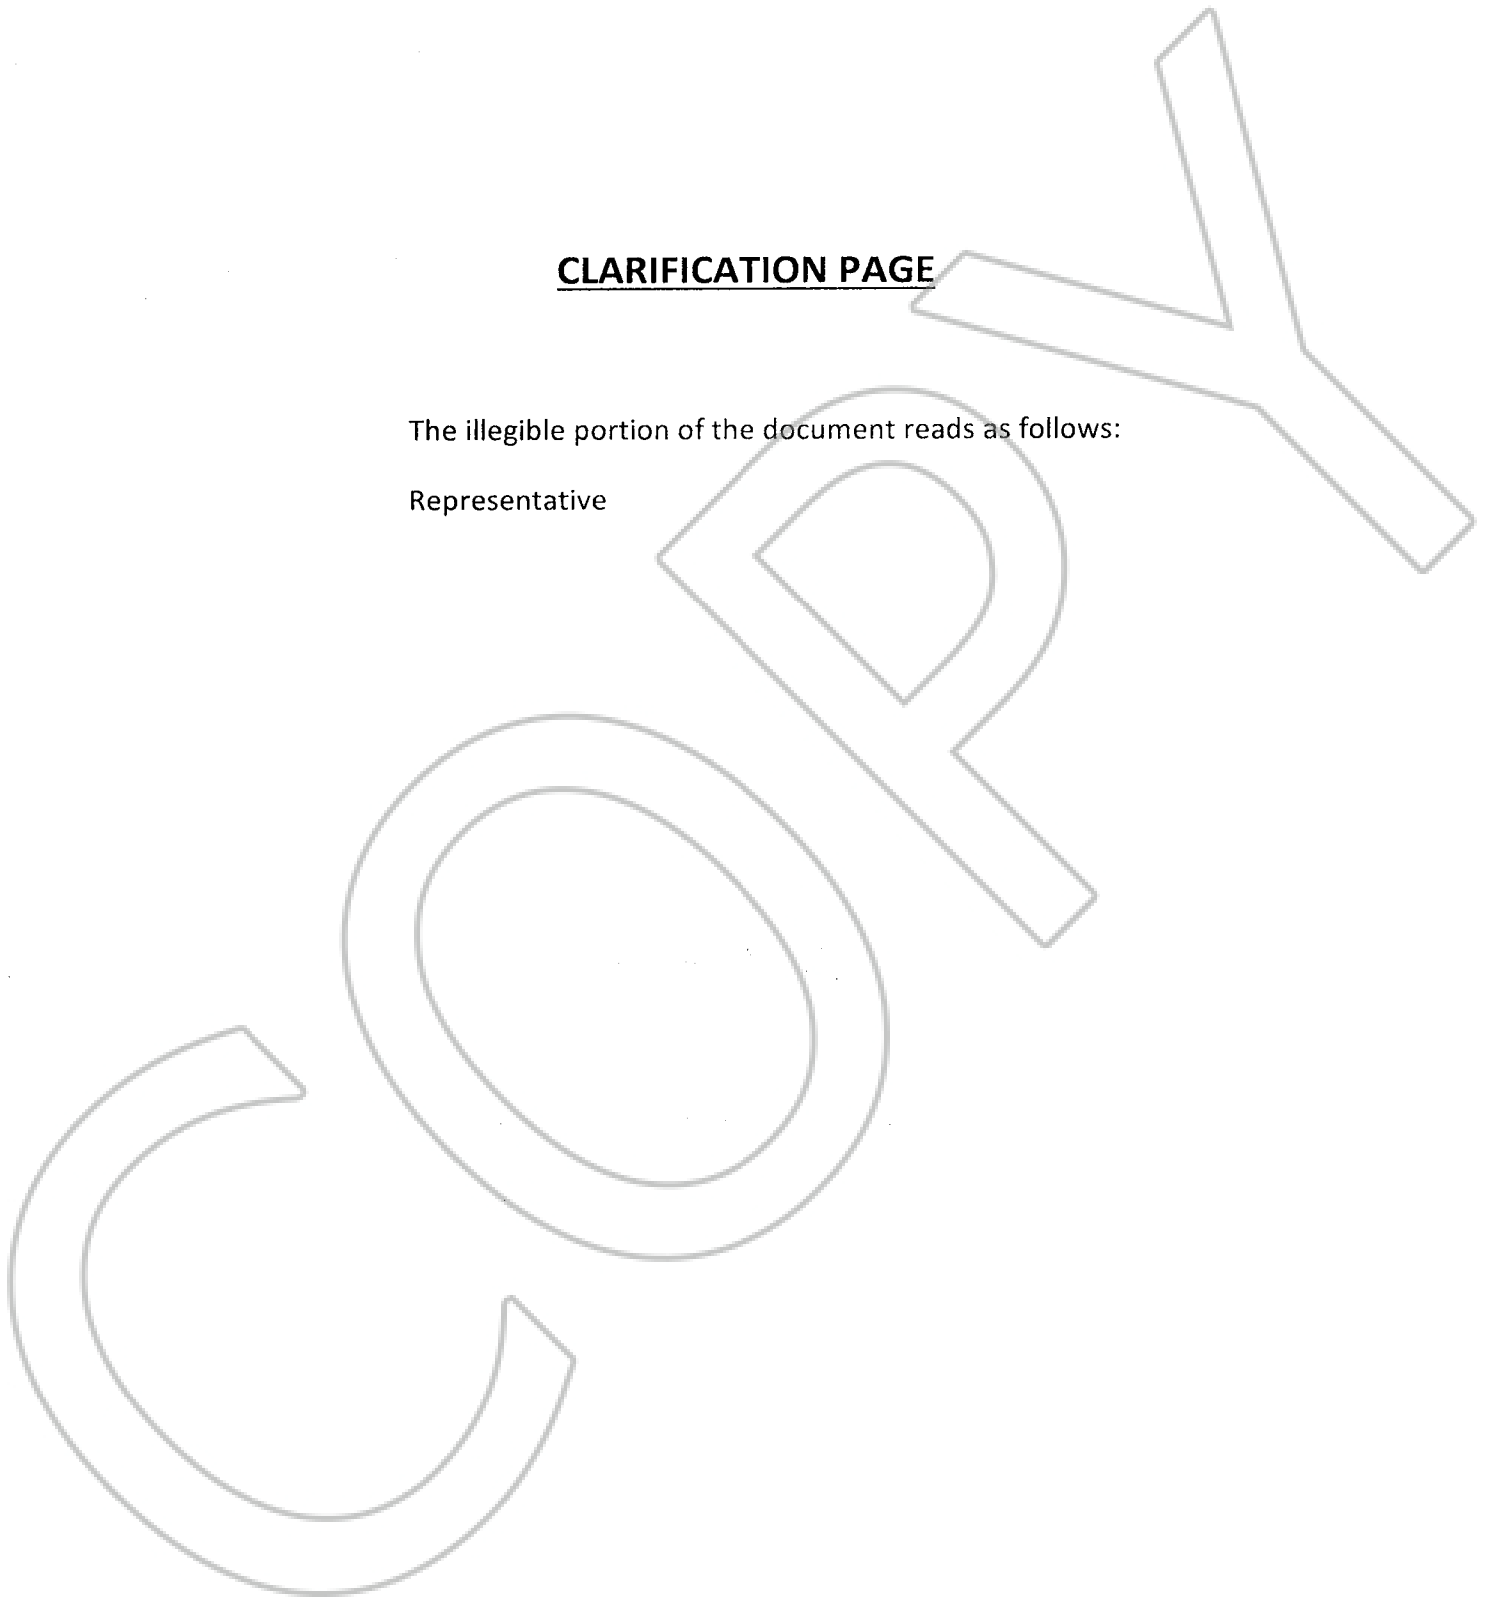 CLARIFICATION PAGE
The illegible portion of the document reads as follows:
Representative
COPY